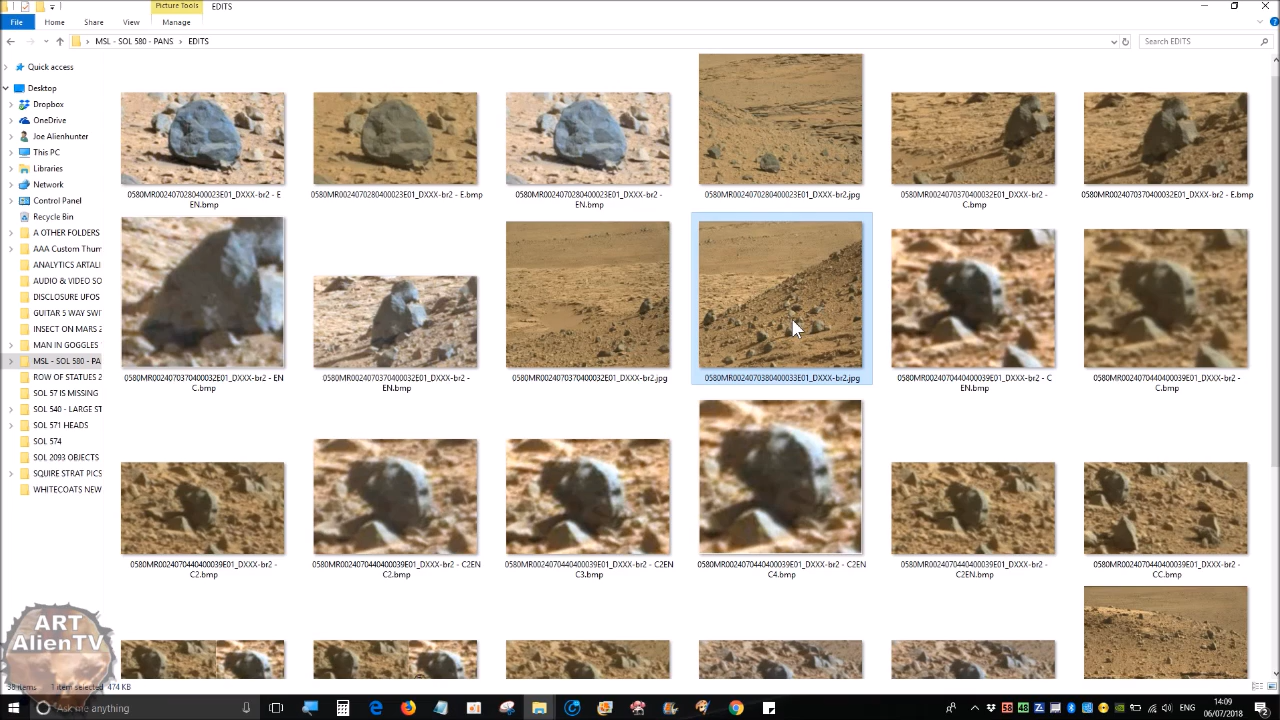 Picture Tools
EDITS
File
Home
Share
View
Manage
MSL - SOL 580 - PANS
EDITS
Search EDITS
Quick access
Desktop
Dropbox
OneDrive
Joe Alienhunter
This PC
Libraries
Network
Control Panel
Recycle Bin
A OTHER FOLDERS
AAA Custom Thum
ANALYTICS ARTALI
AUDIO & VIDEO SO
DISCLOSURE UFOS
GUITAR 5 WAY SWI
INSECT ON MARS 2
MAN IN GOGGLES
MSL - SOL 580 - PA
ROW OF STATUES 2
SOL 57 IS MISSING
SOL 540 - LARGE ST
SOL 571 HEADS
SOL 574
SOL 2093 OBJECTS
SQUIRE STRAT PICS
WHITECOATS NEW
0580MR0024070280400023E01_DXXX-br2 - E
EN.bmp
0580MR0024070280400023E01_DXXX-br2 - E.bmp
0580MR0024070280400023E01_DXXX-br2 -
EN.bmp
0580MR0024070280400023E01_DXXX-br2.jpg
0580MR0024070370400032E01_DXXX-br2 -
C.bmp
0580MR0024070370400032E01_DXXX-br2 - E.bmp
0580MR0024070370400032E01_DXXX-br2 - EN
C.bmp
0580MR0024070370400032E01_DXXX-br2 -
EN.bmp
0580MR0024070370400032E01_DXXX-br2.jpg
0580MR0024070380400033E01_DXXX-br2.jpg
0580MR0024070440400039E01_DXXX-br2 - C
EN.bmp
0580MR0024070440400039E01_DXXX-br2 -
C.bmp
0580MR0024070440400039E01_DXXX-br2 -
C2.bmp
0580MR0024070440400039E01_DXXX-br2 - C2EN
C2.bmp
0580MR0024070440400039E01_DXXX-br2 - C2EN
C3.bmp
0580MR0024070440400039E01_DXXX-br2 - C2EN
C4.bmp
0580MR0024070440400039E01_DXXX-br2 -
C2EN.bmp
0580MR0024070440400039E01_DXXX-br2 -
CC.bmp
ART
AlienTV
38 items
1 item selected
474 KB
Ask me anything
58
48
14:09
06/07/2018